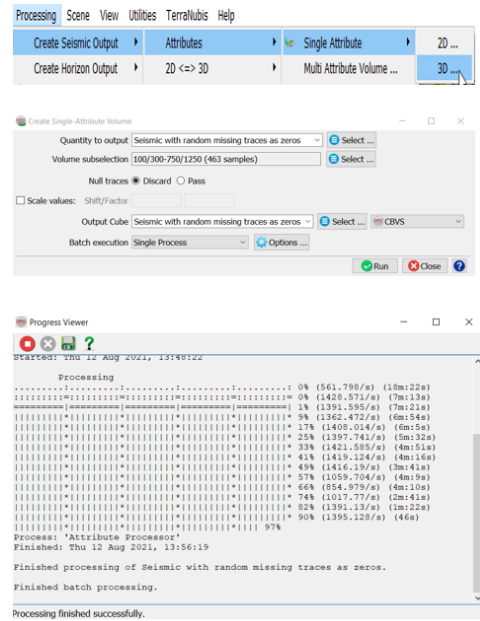 Processing Scene View Utilities TerraNubis Help
Create Seismic Output Attributes Single Attribute 2D ...
Create Horizon Output 2D <=> 3D Multi Attribute Volume ... 3D ...
Create Single-Attribute Volume
Quantity to output Seismic with random missing traces as zeros Select ...
Volume subselection 100/300-750/1250 (463 samples) Select ...
Null traces Discard Pass
Scale values: Shift/Factor
Output Cube Seismic with random missing traces as zeros Select ... CBVS
Batch execution Single Process Options ...
Run Close ?
Progress Viewer
?
Started: Thu 12 Aug 2021, 13:48:22
Processing
.........:.........:.........:.........:.........: 0% (561.798/s) (18m:22s)
:::::::::=:::::::::=:::::::::=:::::::::=:::::::::= 0% (1428.571/s) (7m:13s)
=========|=========|=========|=========|=========| 1% (1391.595/s) (7m:21s)
|||||||||*|||||||||*|||||||||*|||||||||*|||||||||* 9% (1362.472/s) (6m:54s)
|||||||||*|||||||||*|||||||||*|||||||||*|||||||||* 17% (1408.014/s) (6m:5s)
|||||||||*|||||||||*|||||||||*|||||||||*|||||||||* 25% (1397.741/s) (5m:32s)
|||||||||*|||||||||*|||||||||*|||||||||*|||||||||* 33% (1421.585/s) (4m:51s)
|||||||||*|||||||||*|||||||||*|||||||||*|||||||||* 41% (1419.124/s) (4m:16s)
|||||||||*|||||||||*|||||||||*|||||||||*|||||||||* 49% (1416.19/s) (3m:41s)
|||||||||*|||||||||*|||||||||*|||||||||*|||||||||* 57% (1059.704/s) (4m:9s)
|||||||||*|||||||||*|||||||||*|||||||||*|||||||||* 66% (854.979/s) (4m:10s)
|||||||||*|||||||||*|||||||||*|||||||||*|||||||||* 74% (1017.77/s) (2m:41s)
|||||||||*|||||||||*|||||||||*|||||||||*|||||||||* 82% (1391.13/s) (1m:22s)
|||||||||*|||||||||*|||||||||*|||||||||*|||||||||* 90% (1395.128/s) (46s)
|||||||||*|||||||||*|||||||||*|||||||||*|||| 97%
Process: 'Attribute Processor'
Finished: Thu 12 Aug 2021, 13:56:19
Finished processing of Seismic with random missing traces as zeros.
Finished batch processing.
Processing finished successfully.